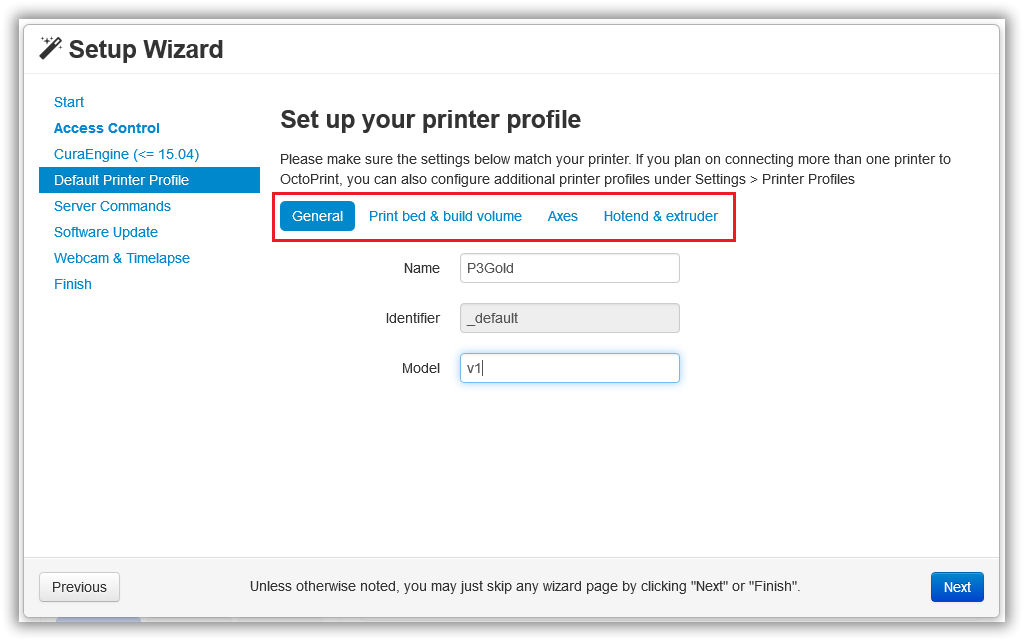 Setup Wizard
Start
Access Control
CuraEngine (<= 15.04)
Default Printer Profile
Server Commands
Software Update
Webcam & Timelapse
Finish
Set up your printer profile
Please make sure the settings below match your printer. If you plan on connecting more than one printer to
OctoPrint, you can also configure additional printer profiles under Settings > Printer Profiles
General Print bed & build volume Axes Hotend & extruder
Name P3Gold
Identifier _default
Model v1
Previous Unless otherwise noted, you may just skip any wizard page by clicking "Next" or "Finish". Next